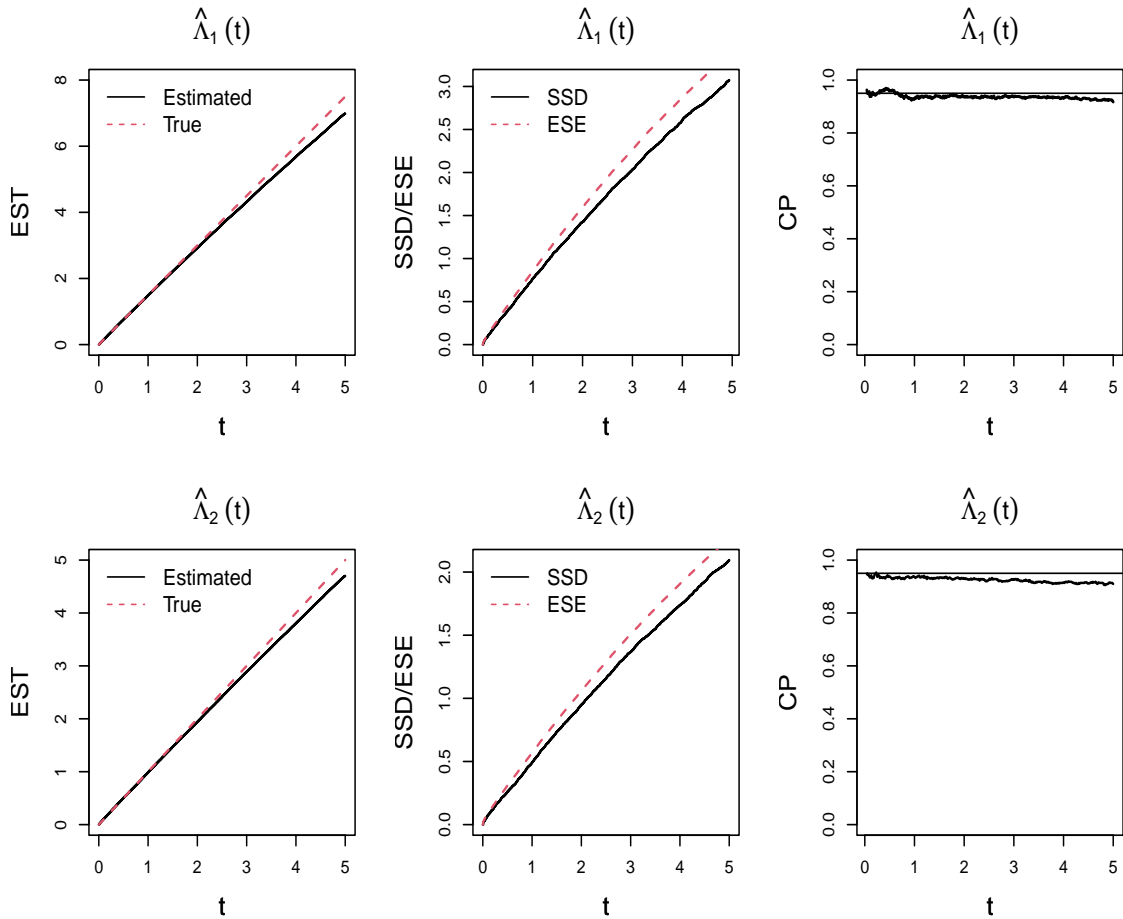 Λ̂₁ (t)
EST
8
6
4
2
0
Estimated
True
0 1 2 3 4 5
t
Λ̂₁ (t)
SSD/ESE
3.0
2.5
2.0
1.5
1.0
0.5
0.0
SSD
ESE
0 1 2 3 4 5
t
Λ̂₁ (t)
CP
1.0
0.8
0.6
0.4
0.2
0.0
0 1 2 3 4 5
t
Λ̂₂ (t)
EST
5
4
3
2
1
0
Estimated
True
0 1 2 3 4 5
t
Λ̂₂ (t)
SSD/ESE
2.0
1.5
1.0
0.5
0.0
SSD
ESE
0 1 2 3 4 5
t
Λ̂₂ (t)
CP
1.0
0.8
0.6
0.4
0.2
0.0
0 1 2 3 4 5
t